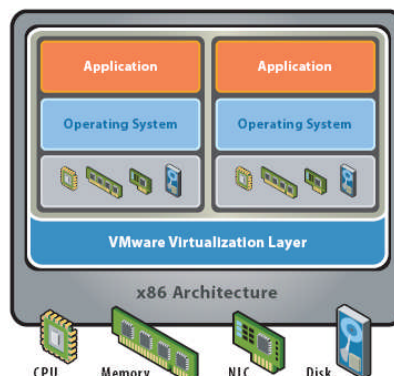 Application Application
Operating System Operating System
VMware Virtualization Layer
x86 Architecture
CPU Memory NIC Disk